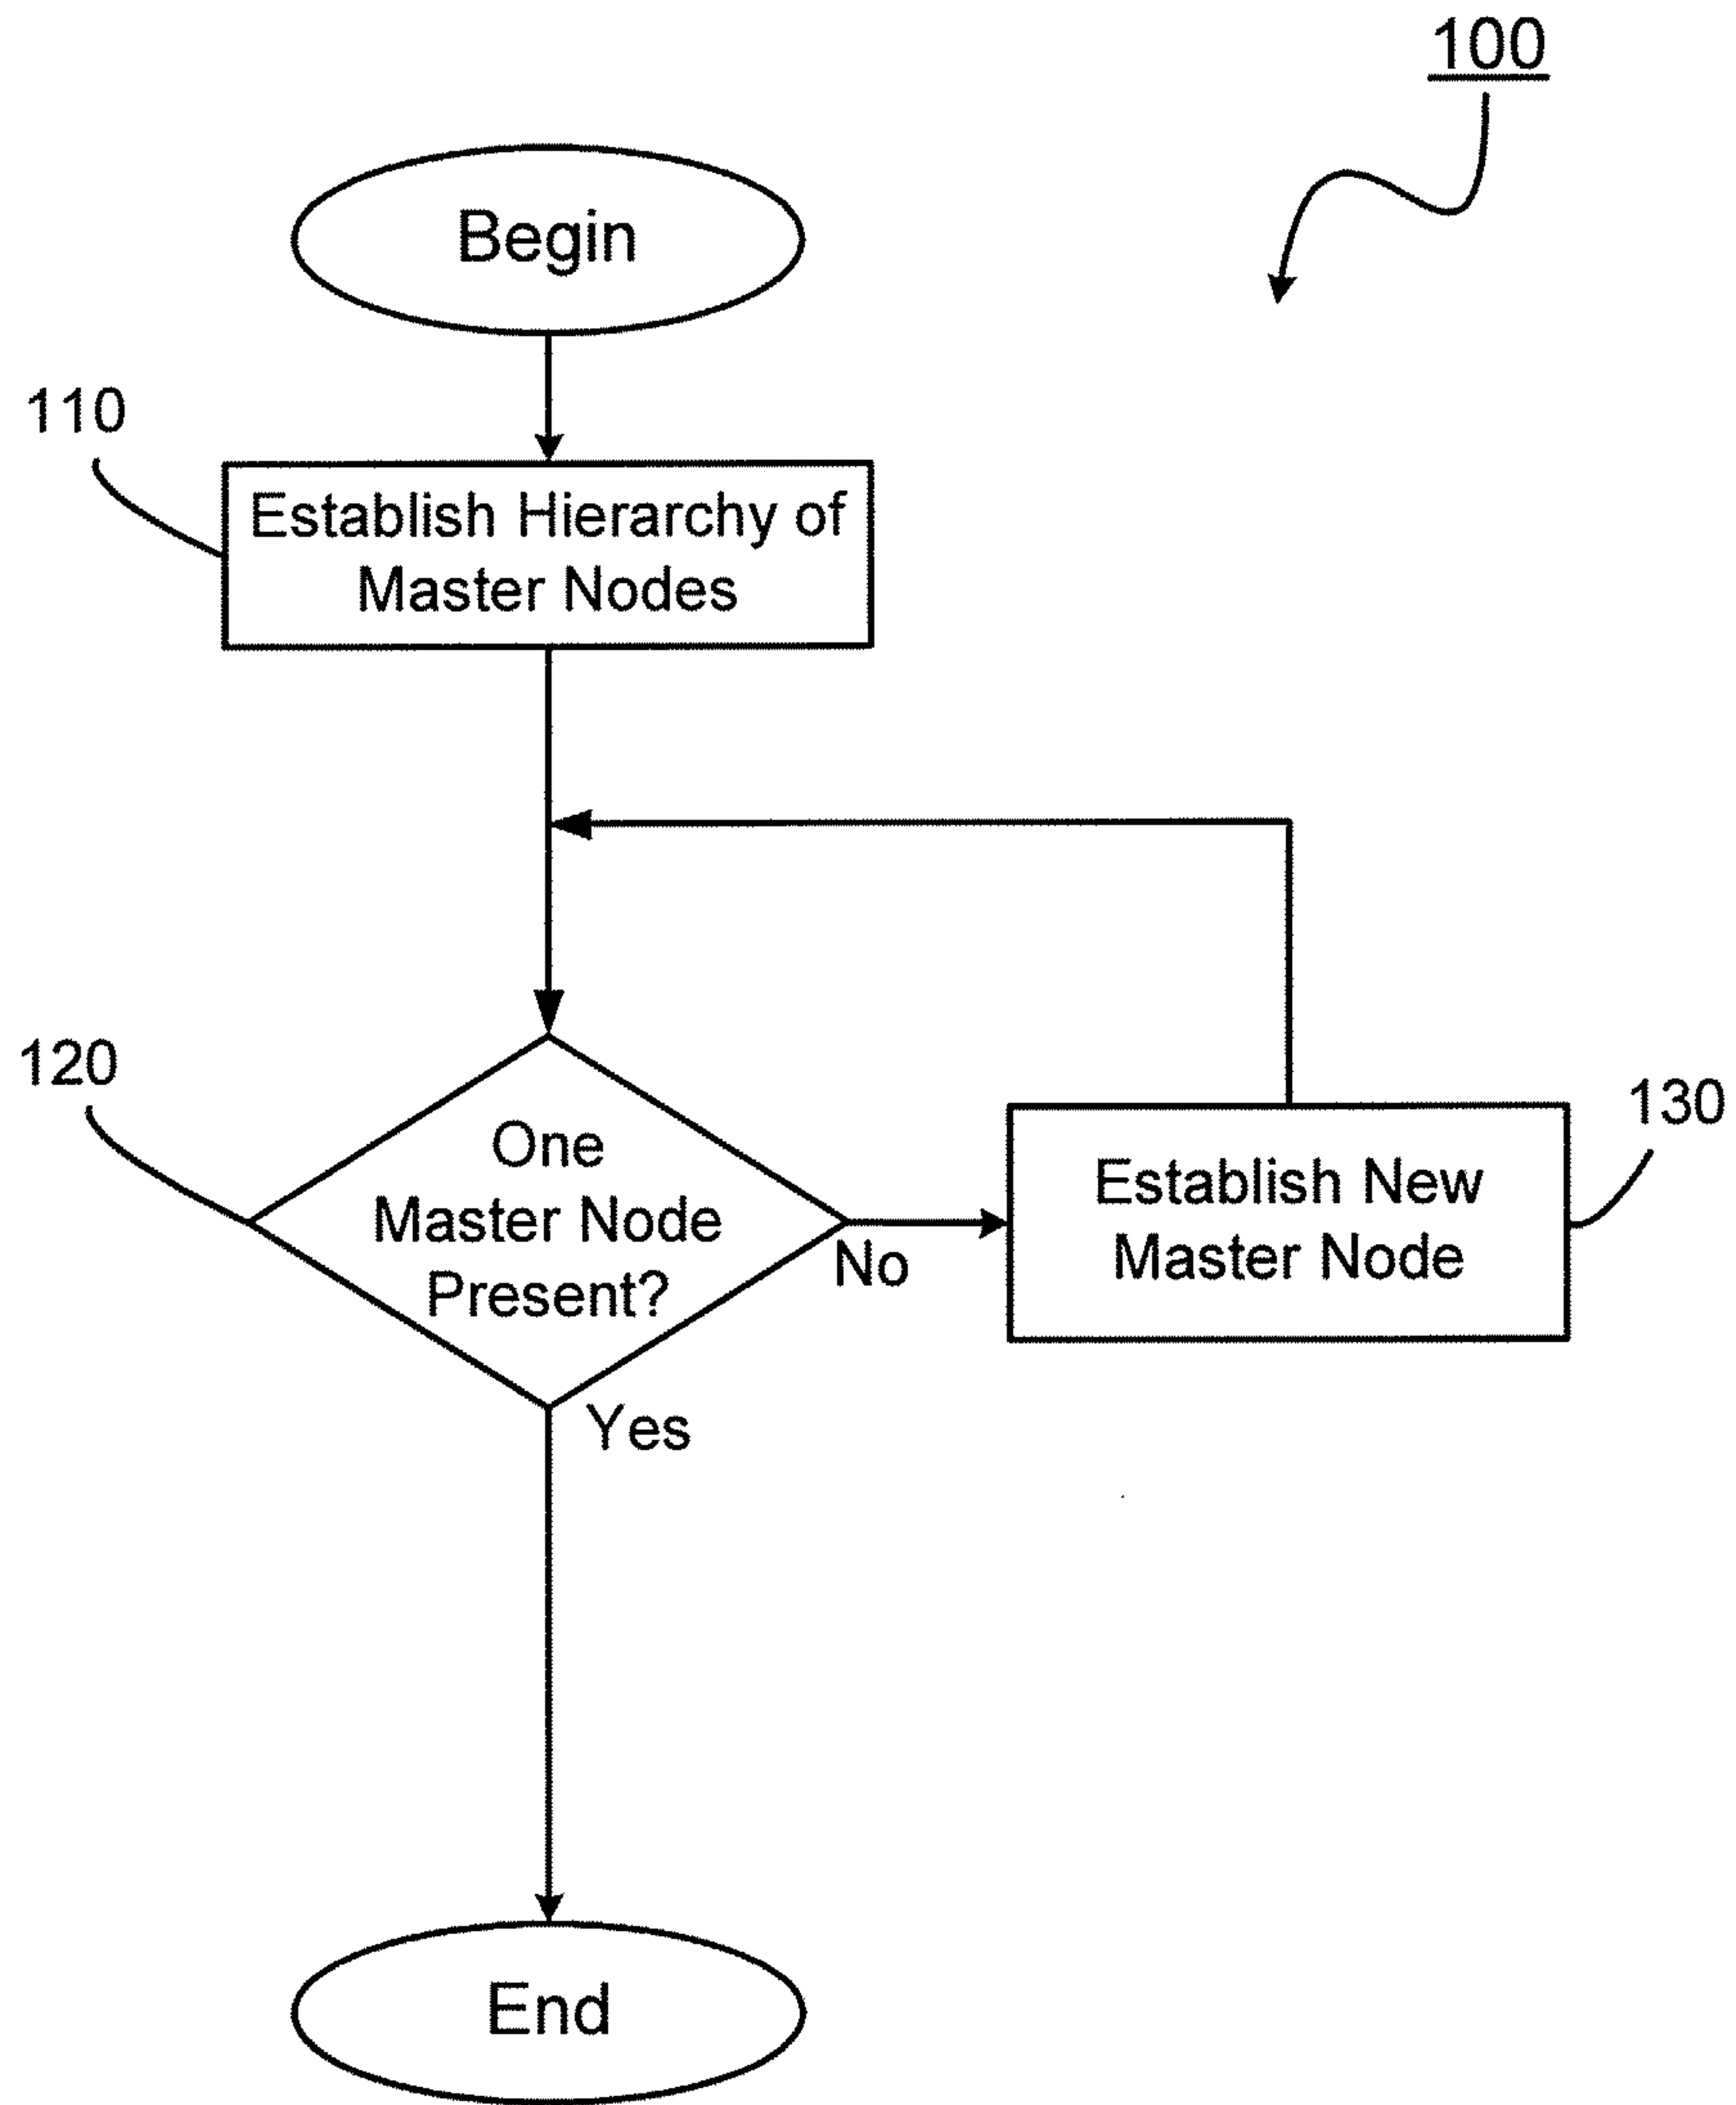 100
Begin
110
Establish Hierarchy of
Master Nodes
120
One
Master Node
Present?
No
130
Establish New
Master Node
Yes
End